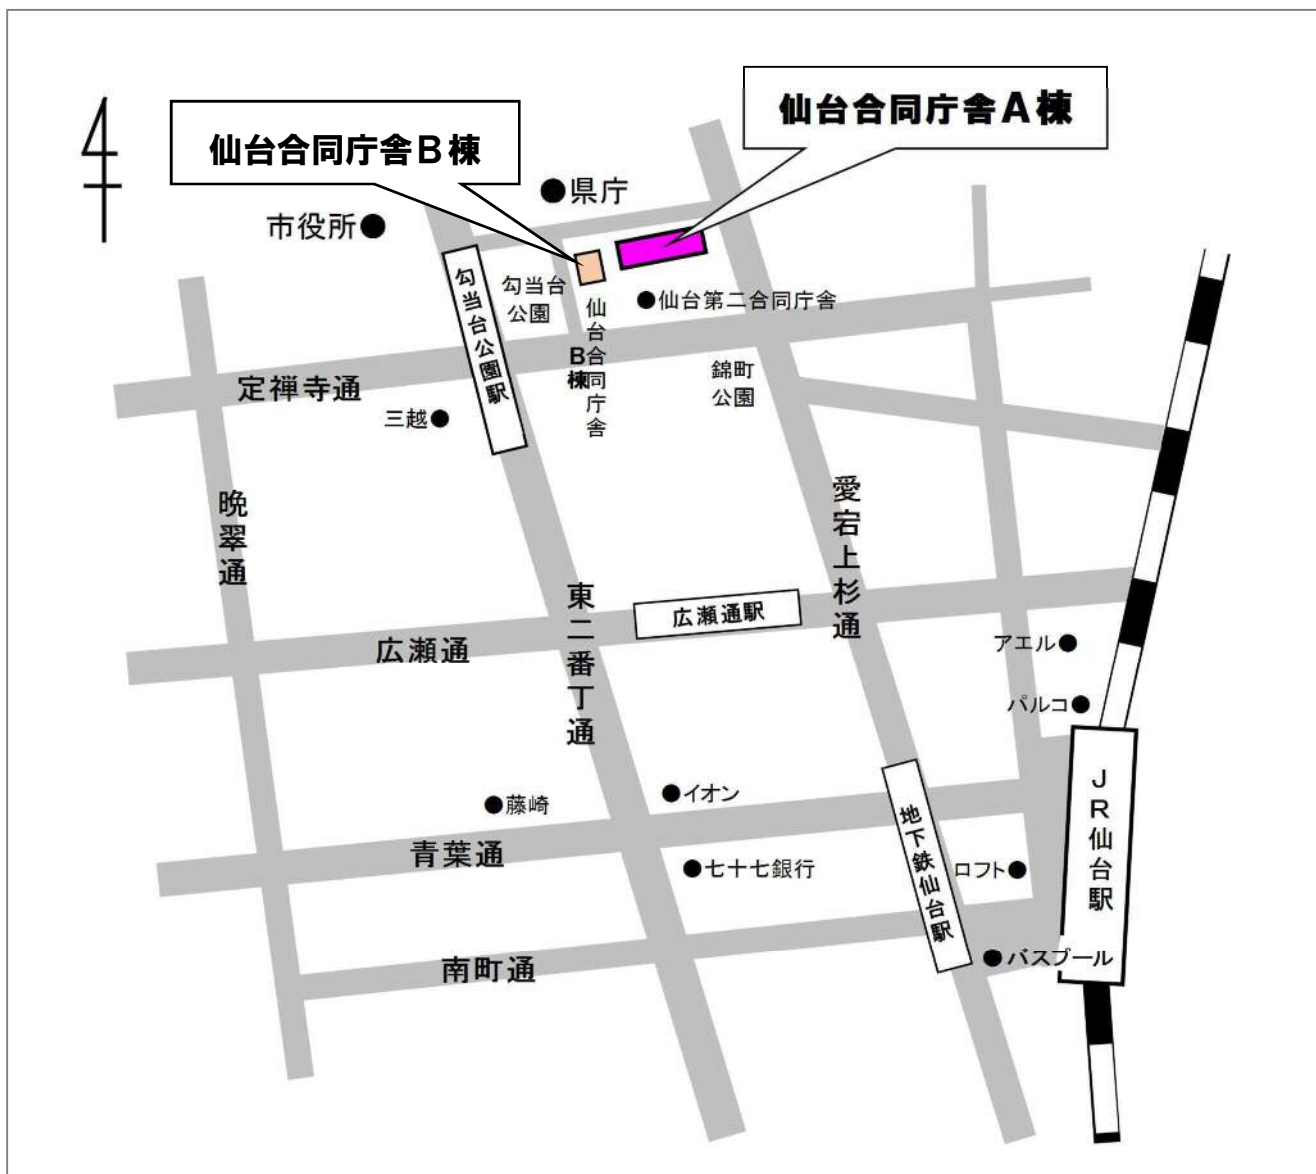 仙台合同庁舎A棟
仙台合同庁舎B棟
県庁
市役所
勾当台公園駅
勾当台
公園
仙台合同庁舎
B棟
仙台第二合同庁舎
定禅寺通
錦町
公園
三越
晩翠通
愛宕上杉通
東二番丁通
広瀬通駅
広瀬通
アエル
パルコ
JR仙台駅
イオン
藤崎
地下鉄仙台駅
青葉通
七十七銀行
ロフト
バスプール
南町通